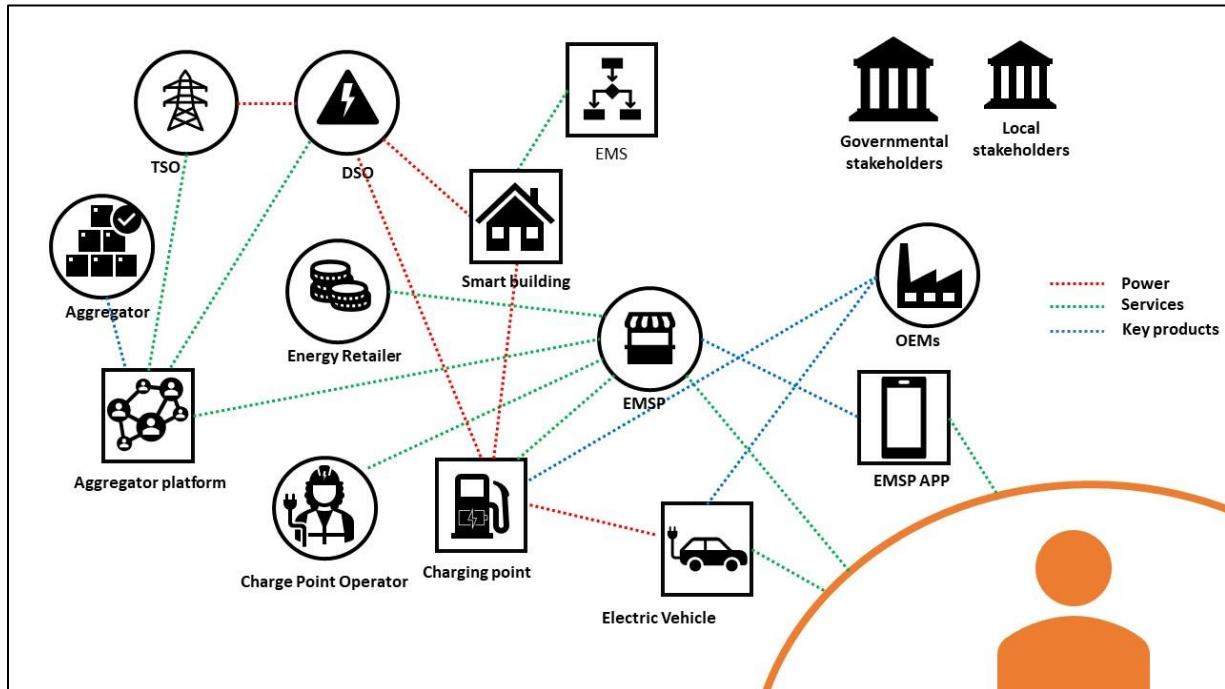 TSO
DSO
EMS
Governmental
stakeholders
Local
stakeholders
Aggregator
Energy Retailer
Smart building
EMSP
OEMs
Power
Services
Key products
Aggregator platform
Charge Point Operator
Charging point
Electric Vehicle
EMSP APP